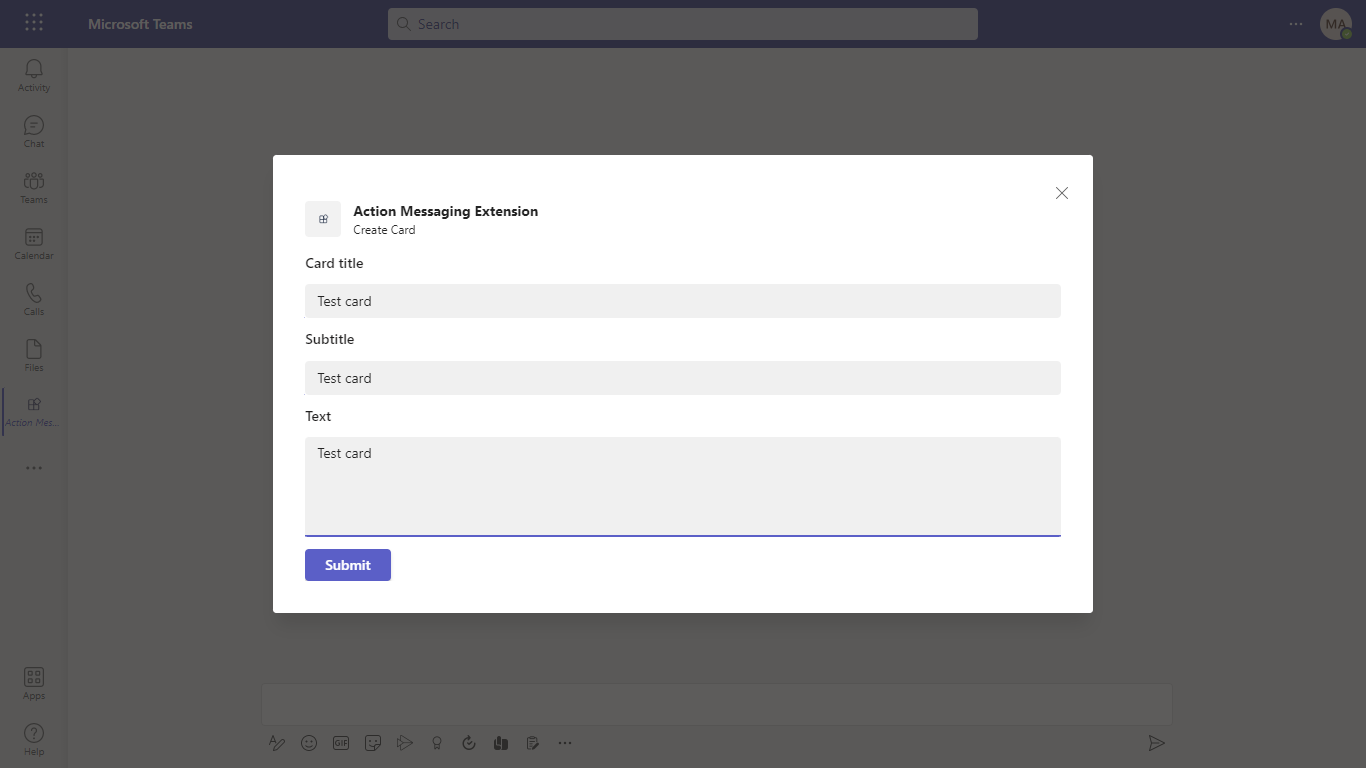 Microsoft Teams
Search
MA
Activity
Chat
Teams
Calendar
Calls
Files
Action Mes...
Apps
Help
Action Messaging Extension
Create Card
Card title
Test card
Subtitle
Test card
Text
Test card
Submit
GIF